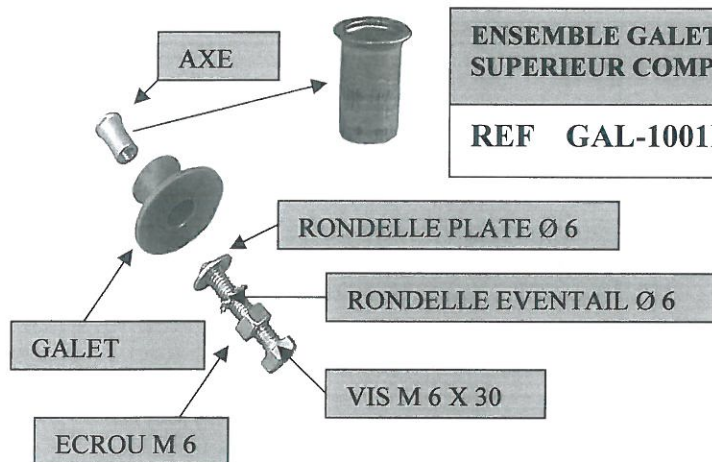 AXE
ENSEMBLE GALET
SUPERIEUR COMP
REF GAL-1001
RONDELLE PLATE Ø 6
RONDELLE EVENTAIL Ø 6
GALET
VIS M 6 X 30
ECROU M 6